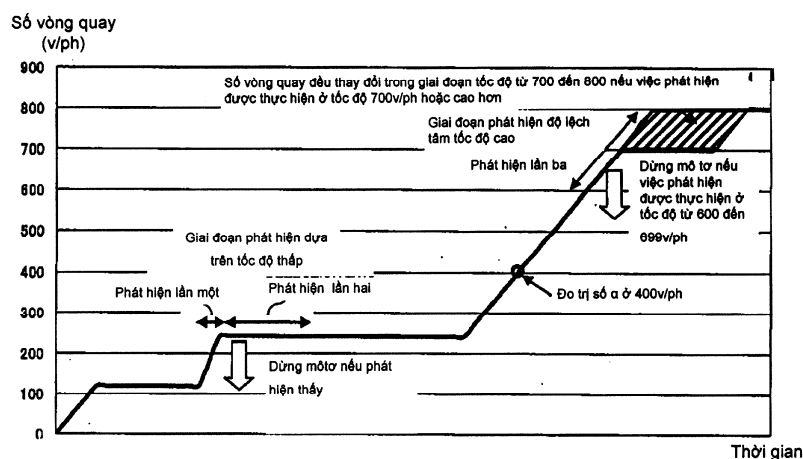 Số vòng quay
(v/ph)
900
800
700
600
500
400
300
200
100
0
Số vòng quay đều thay đổi trong giai đoạn tốc độ từ 700 đến 800 nếu việc phát hiện
được thực hiện ở tốc độ 700v/ph hoặc cao hơn
Giai đoạn phát hiện độ lệch
tâm tốc độ cao
Phát hiện lần ba
Dừng mô tơ nếu
việc phát hiện
được thực hiện ở
tốc độ từ 600 đến
699v/ph
Giai đoạn phát hiện dựa
trên tốc độ thấp
Phát hiện lần một
Phát hiện lần hai
Đo trị số α ở 400v/ph
Dừng môtơ nếu phát
hiện thấy
Thời gian